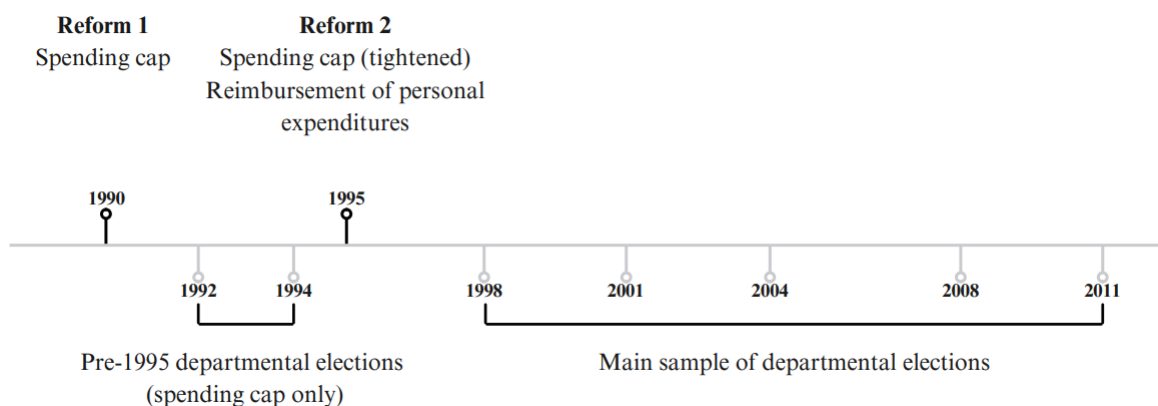 Reform 1
Spending cap
Reform 2
Spending cap (tightened)
Reimbursement of personal
expenditures
1990
1995
1992
1994
1998
2001
2004
2008
2011
Pre-1995 departmental elections
(spending cap only)
Main sample of departmental elections